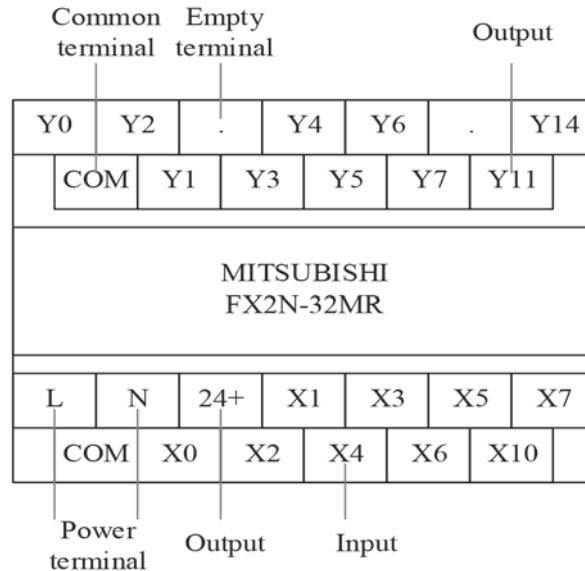 Common terminal
Empty terminal
Output
Y0 Y2 . Y4 Y6 . Y14
COM Y1 Y3 Y5 Y7 Y11
MITSUBISHI
FX2N-32MR
L N 24+ X1 X3 X5 X7
COM X0 X2 X4 X6 X10
Power terminal
Output
Input